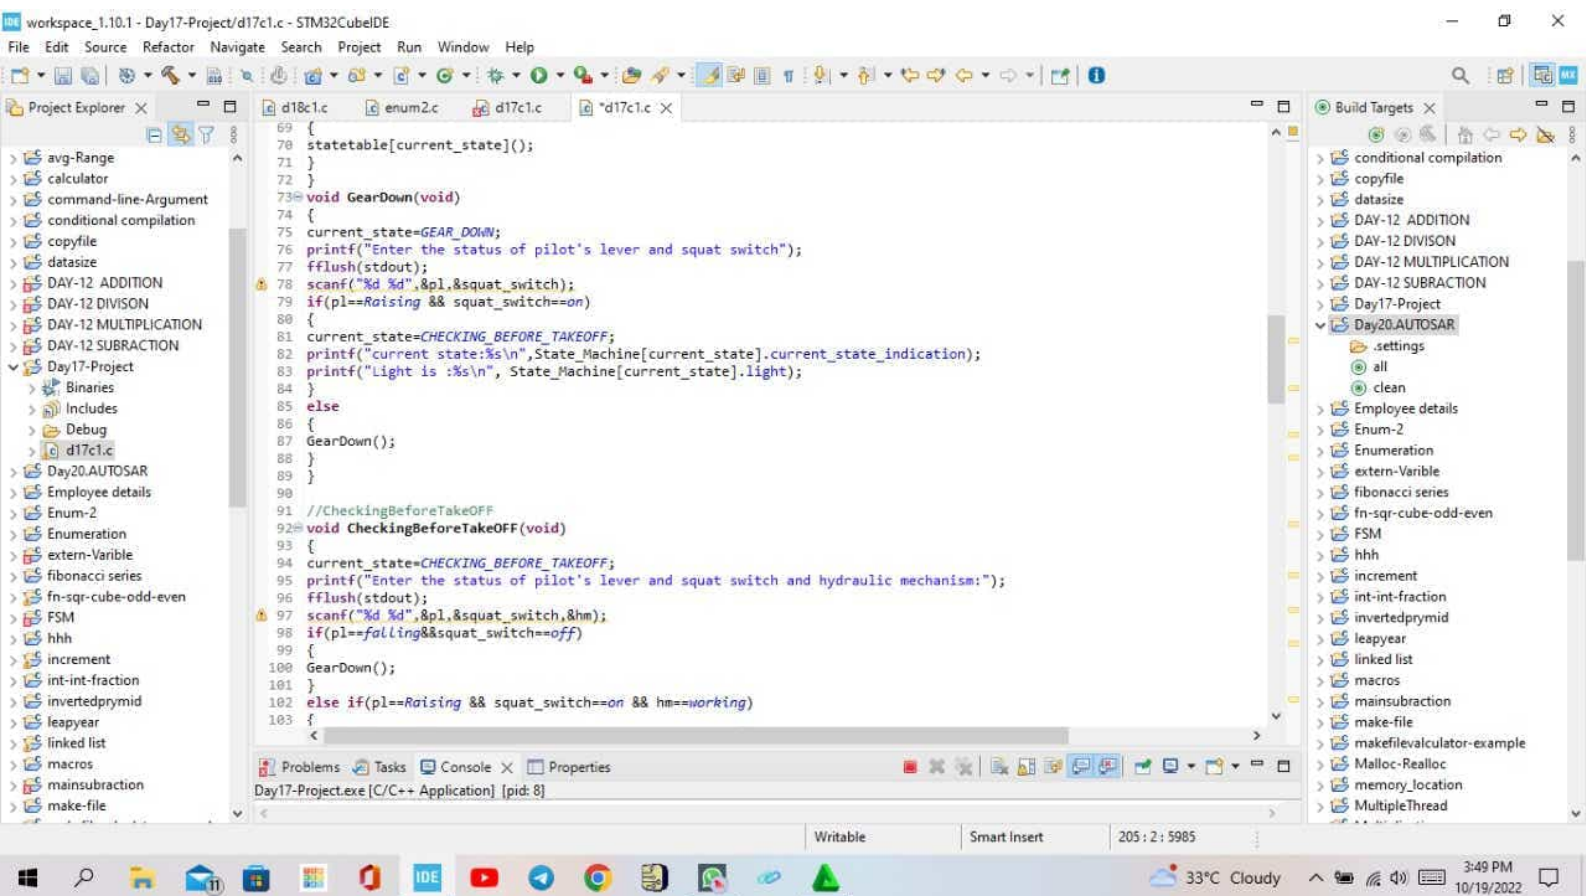 IDE workspace_1.10.1 - Day17-Project/d17c1.c - STM32CubeIDE
File Edit Source Refactor Navigate Search Project Run Window Help
Project Explorer
avg-Range
calculator
command-line-Argument
conditional compilation
copyfile
datasize
DAY-12 ADDITION
DAY-12 DIVISON
DAY-12 MULTIPLICATION
DAY-12 SUBRACTION
Day17-Project
Binaries
Includes
Debug
d17c1.c
Day20.AUTOSAR
Employee details
Enum-2
Enumeration
extern-Varible
fibonacci series
fn-sqr-cube-odd-even
FSM
hhh
increment
int-int-fraction
invertedprymid
leapyear
linked list
macros
mainsubraction
make-file
d18c1.c enum2.c d17c1.c *d17c1.c
69 {
70 statetable[current_state]();
71 }
72 }
73 void GearDown(void)
74 {
75 current_state=GEAR_DOWN;
76 printf("Enter the status of pilot's lever and squat switch");
77 fflush(stdout);
78 scanf("%d %d",&pl,&squat_switch);
79 if(pl==Raising && squat_switch==on)
80 {
81 current_state=CHECKING_BEFORE_TAKEOFF;
82 printf("current state:%s\n",State_Machine[current_state].current_state_indication);
83 printf("Light is :%s\n", State_Machine[current_state].light);
84 }
85 else
86 {
87 GearDown();
88 }
89 }
90
91 //CheckingBeforeTakeOFF
92 void CheckingBeforeTakeOFF(void)
93 {
94 current_state=CHECKING_BEFORE_TAKEOFF;
95 printf("Enter the status of pilot's lever and squat switch and hydraulic mechanism:");
96 fflush(stdout);
97 scanf("%d %d",&pl,&squat_switch,&hm);
98 if(pl==falling&&squat_switch==off)
99 {
100 GearDown();
101 }
102 else if(pl==Raising && squat_switch==on && hm==working)
103 {
Problems Tasks Console Properties
Day17-Project.exe [C/C++ Application] [pid: 8]
Build Targets
conditional compilation
copyfile
datasize
DAY-12 ADDITION
DAY-12 DIVISON
DAY-12 MULTIPLICATION
DAY-12 SUBRACTION
Day17-Project
Day20.AUTOSAR
.settings
all
clean
Employee details
Enum-2
Enumeration
extern-Varible
fibonacci series
fn-sqr-cube-odd-even
FSM
hhh
increment
int-int-fraction
invertedprymid
leapyear
linked list
macros
mainsubraction
make-file
makefilevalculator-example
Malloc-Realloc
memory_location
MultipleThread
Writable Smart Insert 205 : 2 : 5985
11 IDE 33°C Cloudy 3:49 PM
10/19/2022